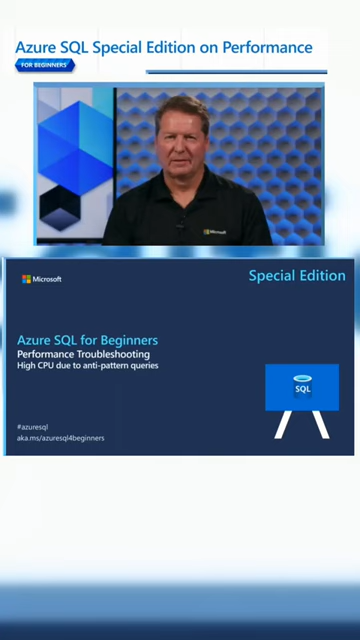 Azure SQL Special Edition on Performance
FOR BEGINNERS
Microsoft
Microsoft
Special Edition
Azure SQL for Beginners
Performance Troubleshooting
High CPU due to anti-pattern queries
SQL
#azuresql
aka.ms/azuresql4beginners